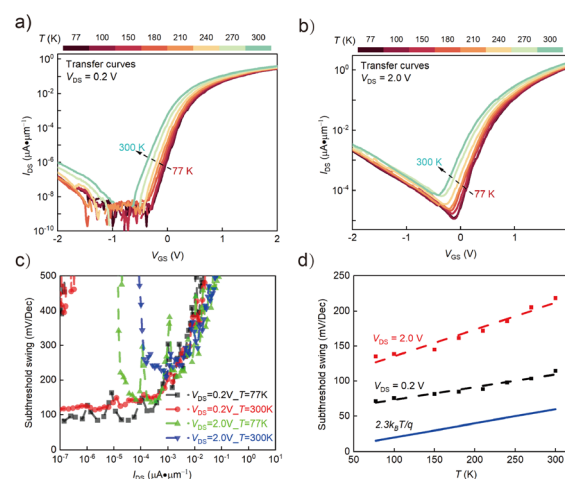 a)
T (K)
77 100 150 180 210 240 270 300
Transfer curves
V_DS = 0.2 V
300 K
77 K
10^0
10^-2
10^-4
10^-6
10^-8
10^-10
I_DS (μA•μm^-1)
-2 -1 0 1 2
V_GS (V)
b)
T (K)
77 100 150 180 210 240 270 300
Transfer curves
V_DS = 2.0 V
300 K
77 K
10^0
10^-2
10^-4
I_DS (μA•μm^-1)
-2 -1 0 1
V_GS (V)
c)
500
400
300
200
100
0
Subthreshold swing (mV/Dec)
V_DS=0.2V_T=77K
V_DS=0.2V_T=300K
V_DS=2.0V_T=77K
V_DS=2.0V_T=300K
10^-7 10^-6 10^-5 10^-4 10^-3 10^-2 10^-1 10^0 10^1
I_DS (μA•μm^-1)
d)
250
200
150
100
50
0
Subthreshold swing (mV/Dec)
V_DS = 2.0 V
V_DS = 0.2 V
2.3k_BT/q
50 100 150 200 250 300
T (K)